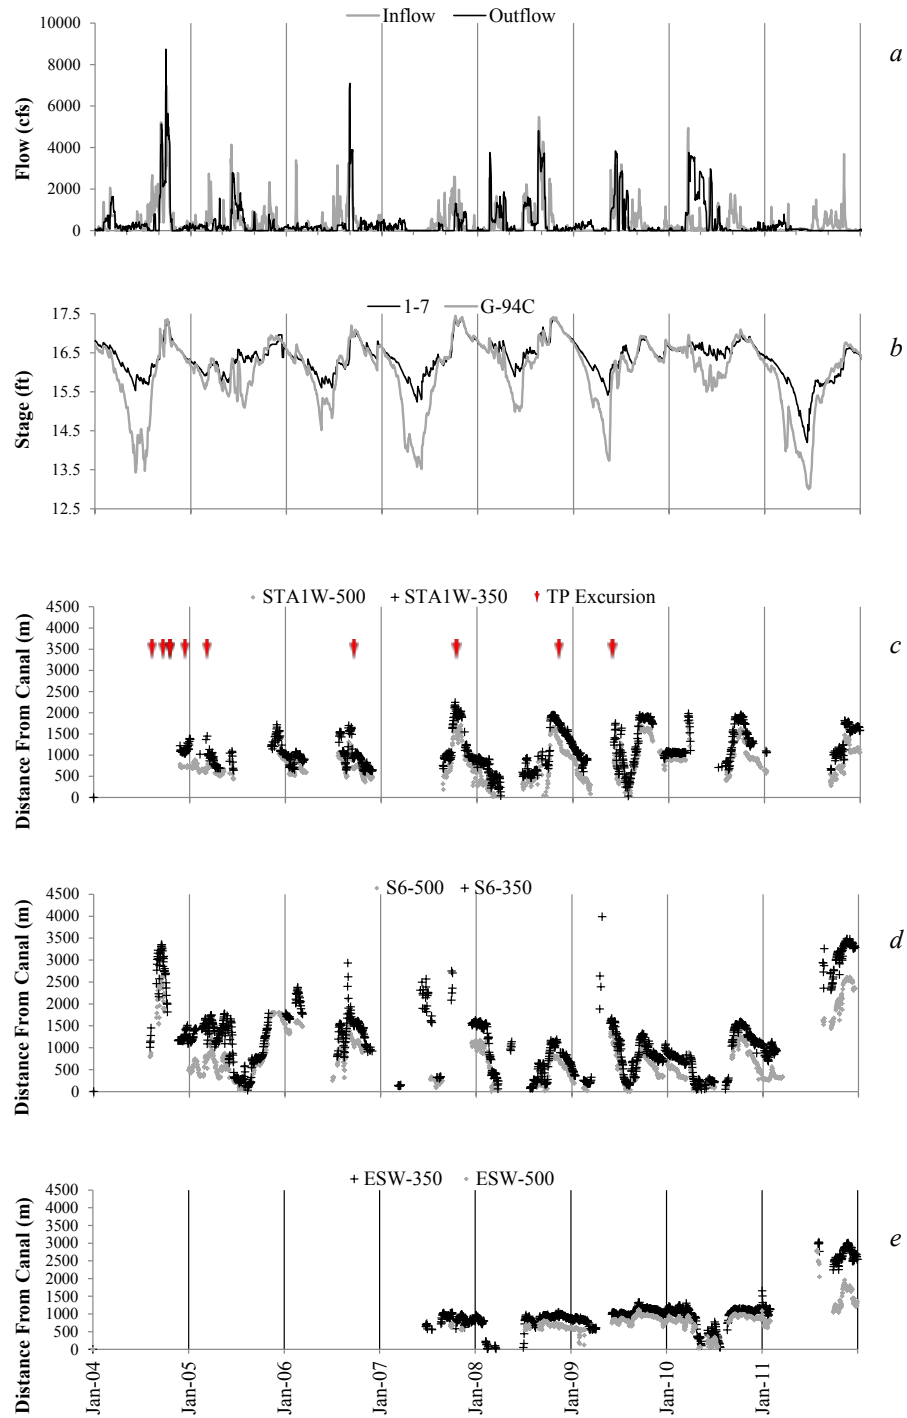 Inflow Outflow
a
Flow (cfs)
10000
8000
6000
4000
2000
0
1-7 G-94C
b
Stage (ft)
17.5
16.5
15.5
14.5
13.5
12.5
STA1W-500 STA1W-350 TP Excursion
c
Distance From Canal (m)
4500
4000
3500
3000
2500
2000
1500
1000
500
0
S6-500 S6-350
d
Distance From Canal (m)
4500
4000
3500
3000
2500
2000
1500
1000
500
0
ESW-350 ESW-500
e
Distance From Canal (m)
4500
4000
3500
3000
2500
2000
1500
1000
500
0
Jan-04 Jan-05 Jan-06 Jan-07 Jan-08 Jan-09 Jan-10 Jan-11